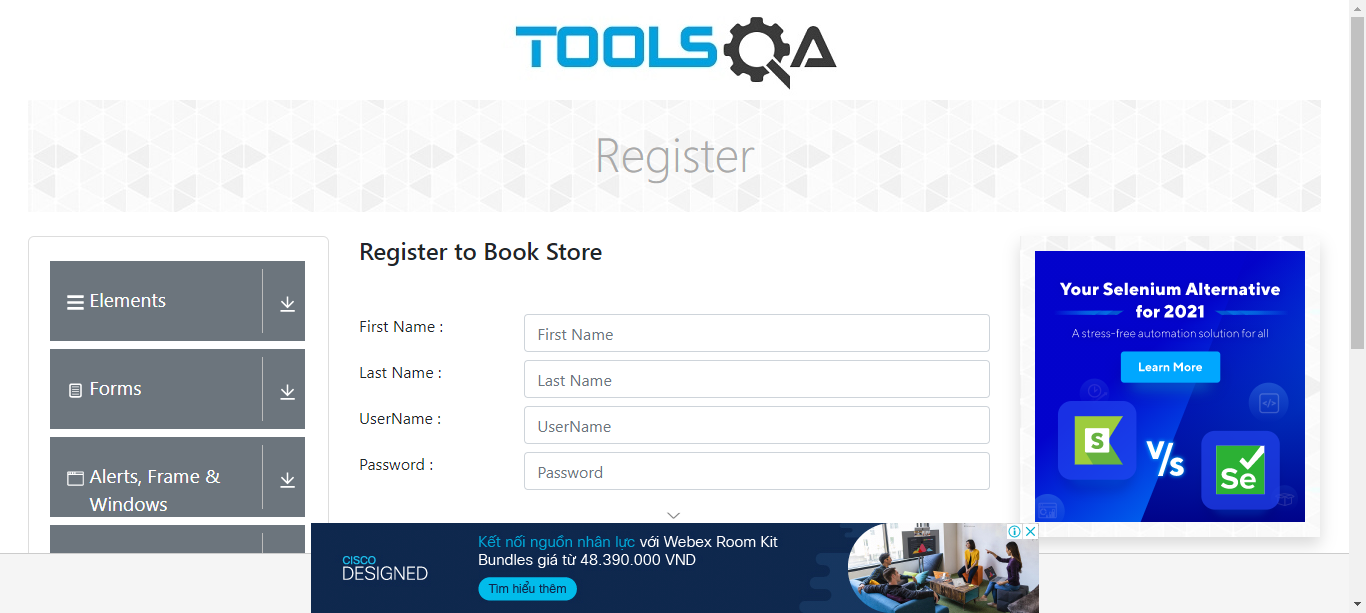 TOOLSQA
Register
Elements
Forms
Alerts, Frame &
Windows
Register to Book Store
First Name :
First Name
Last Name :
Last Name
UserName :
UserName
Password :
Password
Your Selenium Alternative
for 2021
A stress-free automation solution for all
Learn More
S
V/s
Se
CISCO
DESIGNED
Kết nối nguồn nhân lực với Webex Room Kit
Bundles giá từ 48.390.000 VND
Tìm hiểu thêm